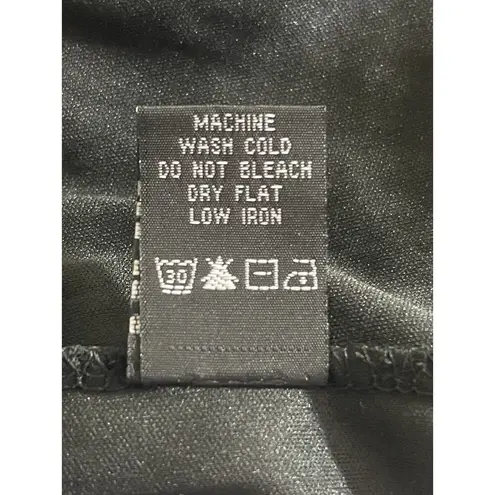 MACHINE
WASH COLD
DO NOT BLEACH
DRY FLAT
LOW IRON
30